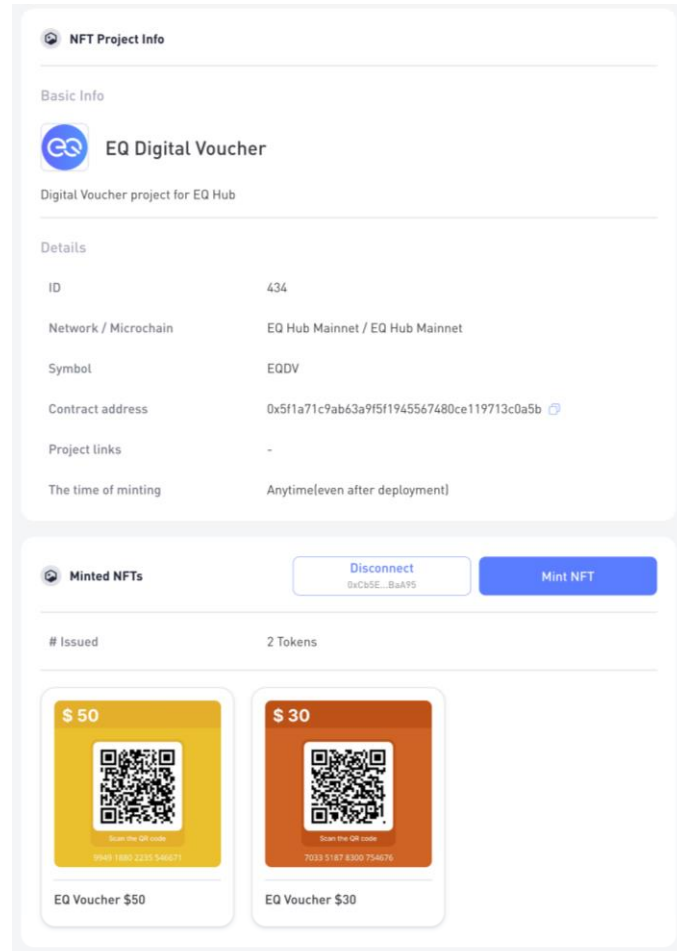 NFT Project Info
Basic Info
EQ
EQ Digital Voucher
Digital Voucher project for EQ Hub
Details
ID 434
Network / Microchain EQ Hub Mainnet / EQ Hub Mainnet
Symbol EQDV
Contract address 0x5f1a71c9ab63a9f5f1945567480ce119713c0a5b
Project links -
The time of minting Anytime(even after deployment)
Minted NFTs
Disconnect
0xCb5E...BaA95
Mint NFT
# Issued 2 Tokens
$ 50
Scan the QR code
9949 1880 2235 546671
EQ Voucher $50
$ 30
Scan the QR code
7033 5187 8300 754676
EQ Voucher $30